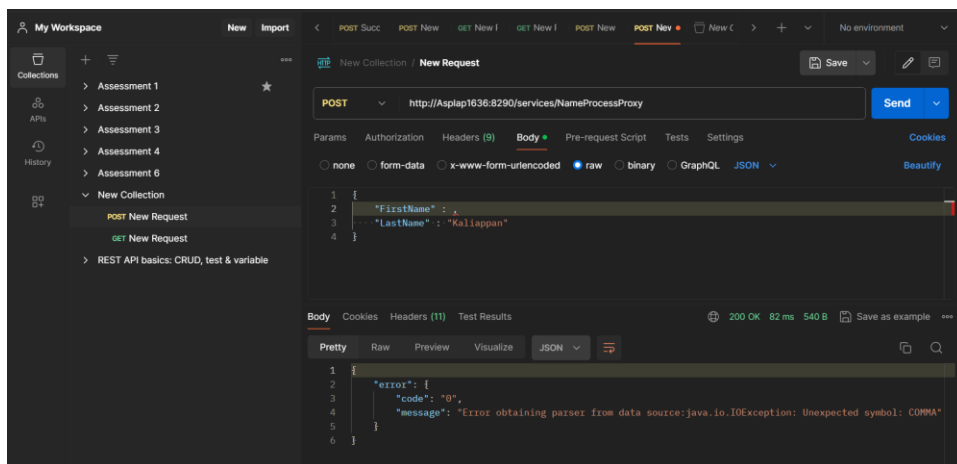 My Workspace New Import
POST Succ POST New GET New I GET New I POST New POST Nev New C No environment
Collections
APIs
History
Assessment 1
Assessment 2
Assessment 3
Assessment 4
Assessment 6
New Collection
POST New Request
GET New Request
REST API basics: CRUD, test & variable
HTTP New Collection / New Request Save
POST http://Asplap1636:8290/services/NameProcessProxy Send
Params Authorization Headers (9) Body Pre-request Script Tests Settings Cookies
none form-data x-www-form-urlencoded raw binary GraphQL JSON Beautify
1 {
2 "FirstName" : ,
3 "LastName" : "Kaliappan"
4 }
Body Cookies Headers (11) Test Results 200 OK 82 ms 540 B Save as example
Pretty Raw Preview Visualize JSON
1 {
2 "error": {
3 "code": "0",
4 "message": "Error obtaining parser from data source:java.io.IOException: Unexpected symbol: COMMA"
5 }
6 }